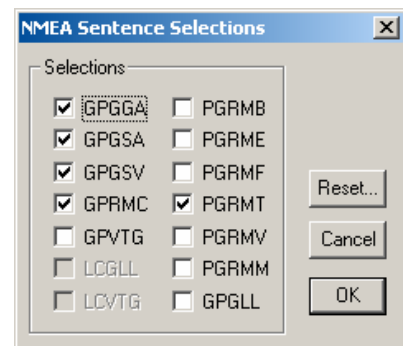 NMEA Sentence Selections
Selections
GPGGA PGRMB
GPGSA PGRME
GPGSV PGRMF
GPRMC PGRMT
GPVTG PGRMV
LCGLL PGRMM
LCVTG GPGLL
Reset...
Cancel
OK